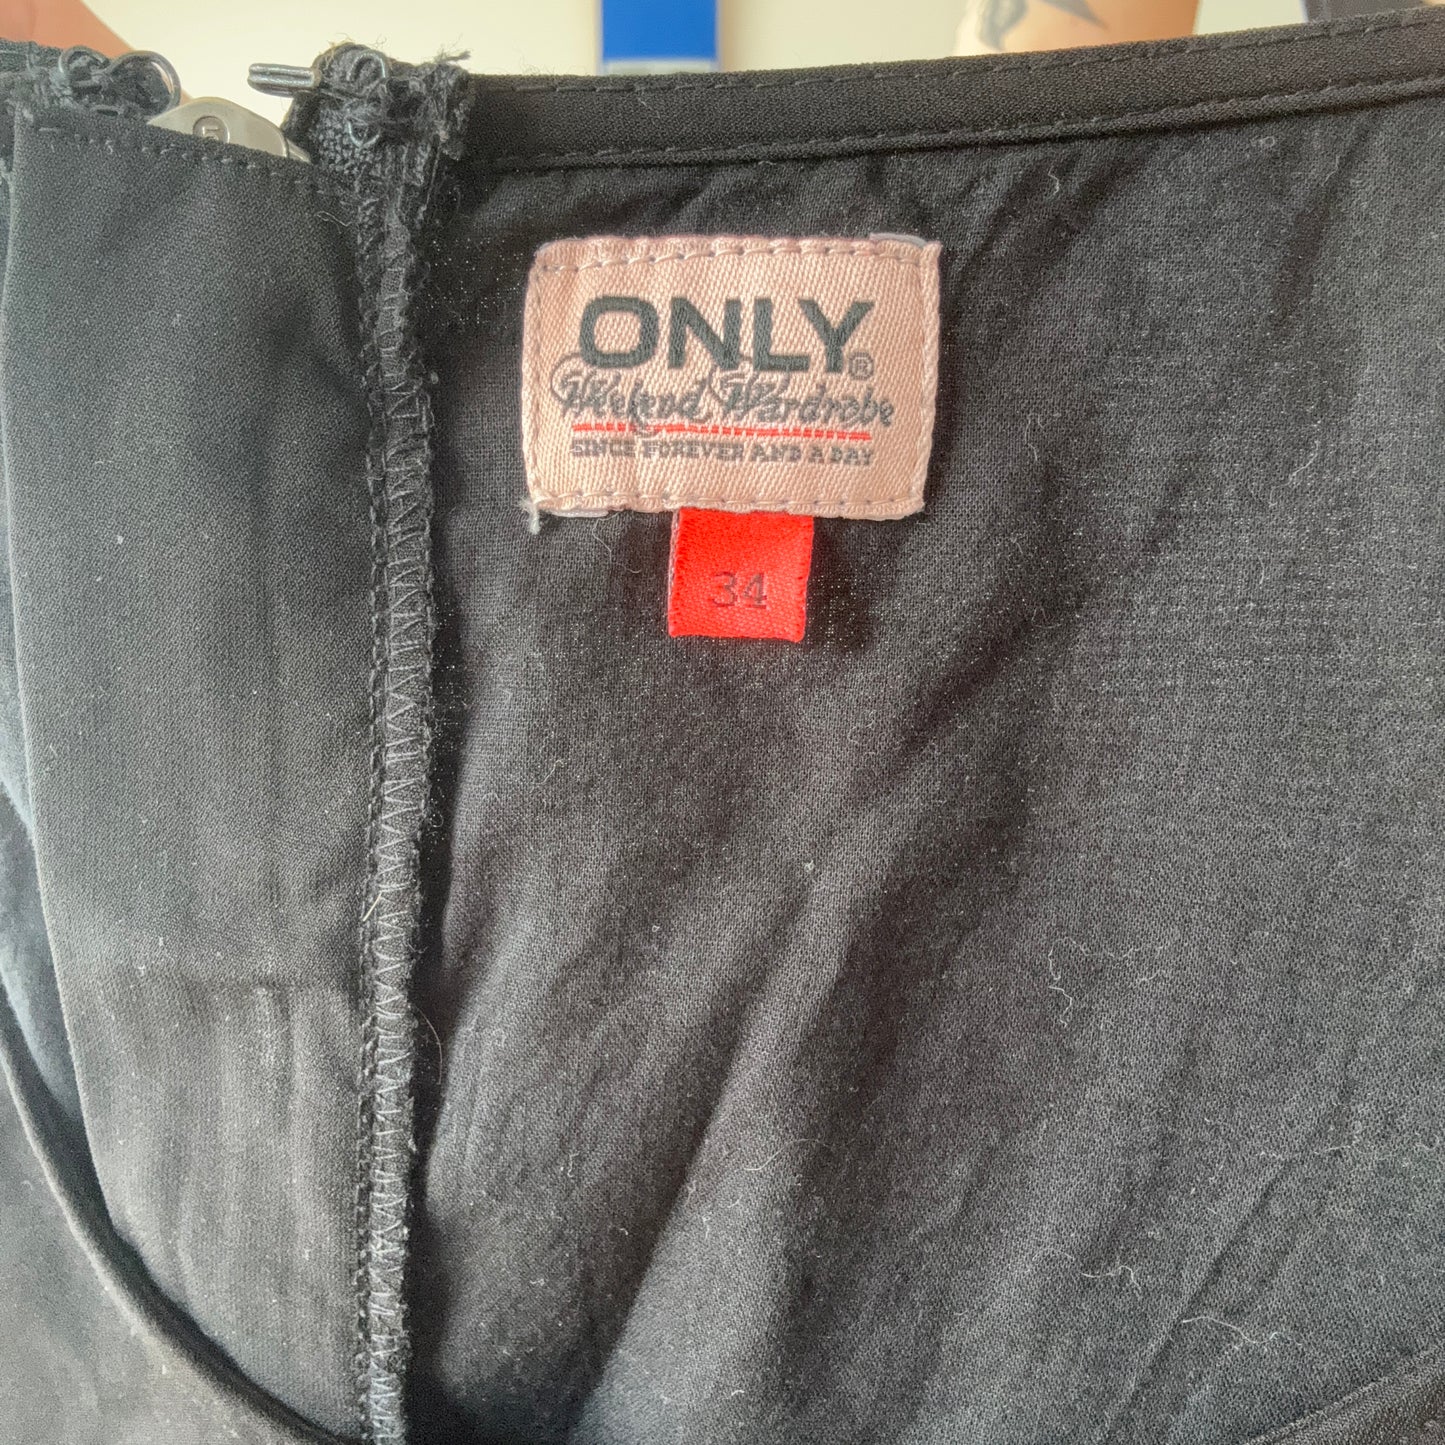 ONLY®
Weekend Wardrobe
SINCE FOREVER AND A DAY
34